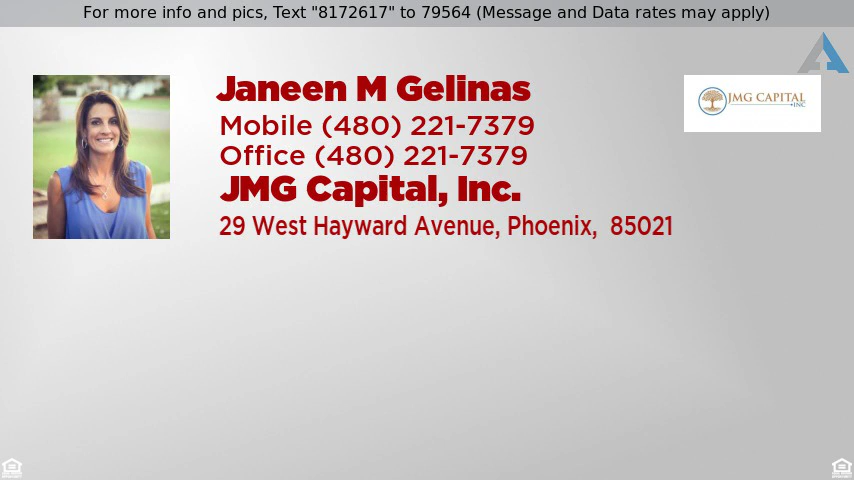 For more info and pics, Text "8172617" to 79564 (Message and Data rates may apply)
Janeen M Gelinas
Mobile (480) 221-7379
Office (480) 221-7379
JMG Capital, Inc.
29 West Hayward Avenue, Phoenix,  85021
JMG CAPITAL
INC